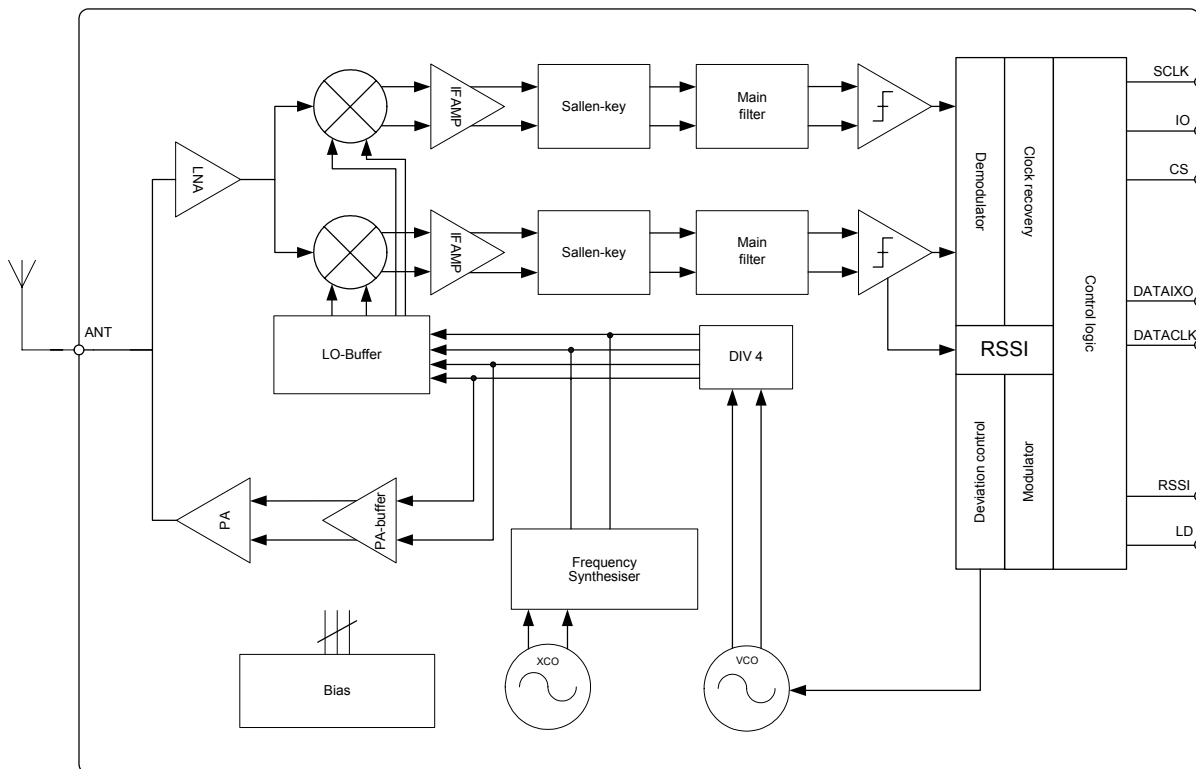 SCLK
IFAMP
Sallen-key
Main
filter
IO
LNA
CS
Demodulator
Clock recovery
IFAMP
Sallen-key
Main
filter
Control logic
DATAIXO
ANT
DATACLK
LO-Buffer
DIV 4
RSSI
Deviation control
Modulator
RSSI
PA
PA-buffer
LD
Frequency
Synthesiser
XCO
VCO
Bias